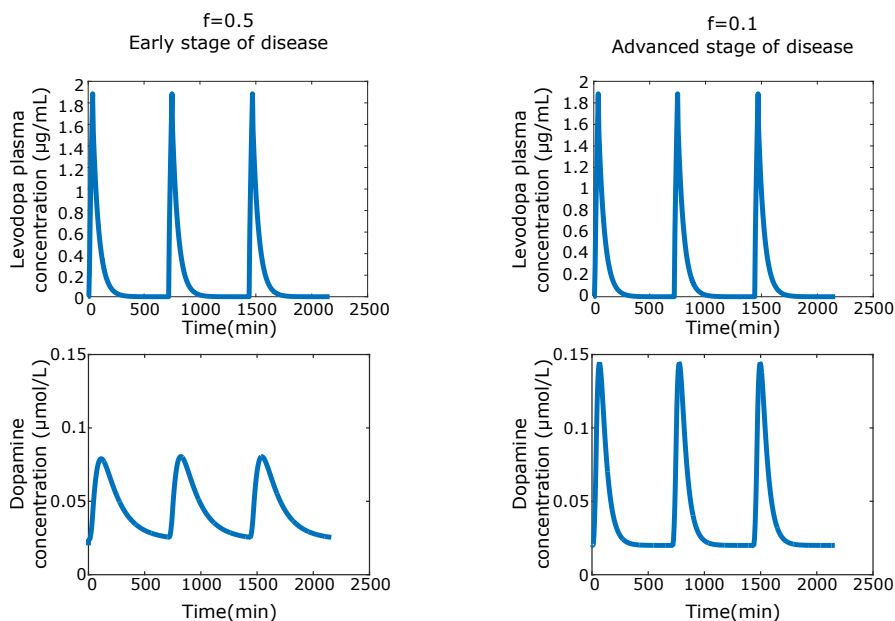 f=0.5
Early stage of disease
f=0.1
Advanced stage of disease
Levodopa plasma
concentration (µg/mL)
2
1.8
1.6
1.4
1.2
1
0.8
0.6
0.4
0.2
0
0 500 1000 1500 2000 2500
Time(min)
Levodopa plasma
concentration (µg/mL)
2
1.8
1.6
1.4
1.2
1
0.8
0.6
0.4
0.2
0
0 500 1000 1500 2000 2500
Time(min)
Dopamine
concentration (µmol/L)
0.15
0.1
0.05
0
0 500 1000 1500 2000 2500
Time(min)
Dopamine
concentration (µmol/L)
0.15
0.1
0.05
0
0 500 1000 1500 2000 2500
Time(min)